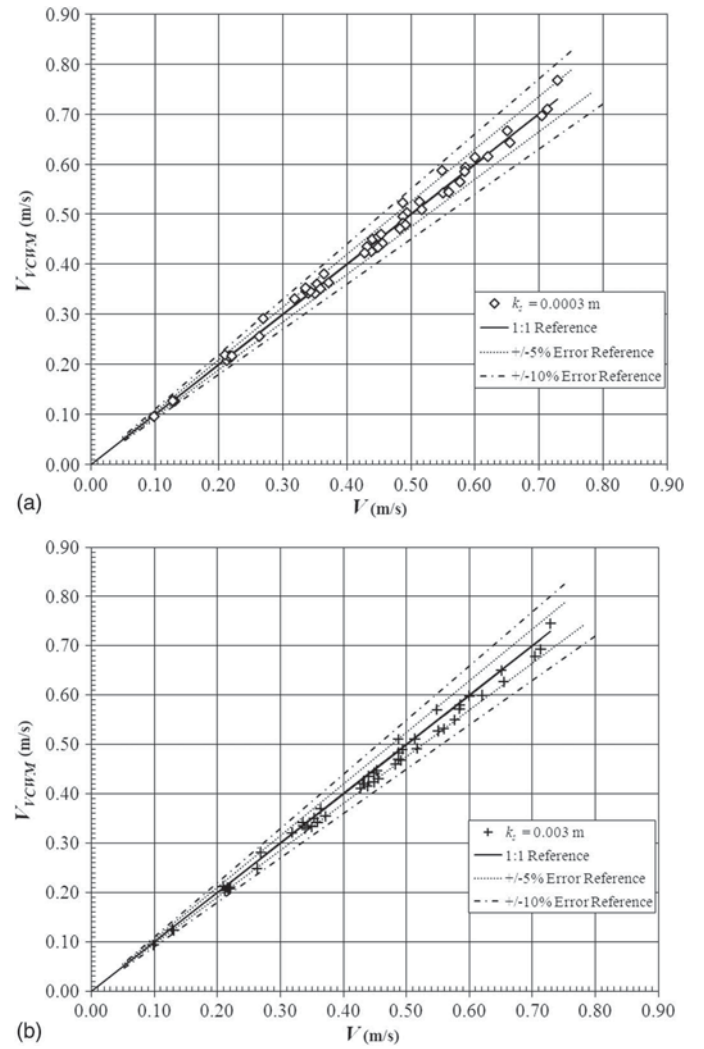 0.90
0.80
0.70
0.60
0.50
0.40
0.30
0.20
0.10
0.00
V_VCWM (m/s)
k_s = 0.0003 m
1:1 Reference
+/-5% Error Reference
+/-10% Error Reference
0.00 0.10 0.20 0.30 0.40 0.50 0.60 0.70 0.80 0.90
(a)
V (m/s)
0.90
0.80
0.70
0.60
0.50
0.40
0.30
0.20
0.10
0.00
V_VCWM (m/s)
k_s = 0.003 m
1:1 Reference
+/-5% Error Reference
+/-10% Error Reference
0.00 0.10 0.20 0.30 0.40 0.50 0.60 0.70 0.80 0.90
(b)
V (m/s)